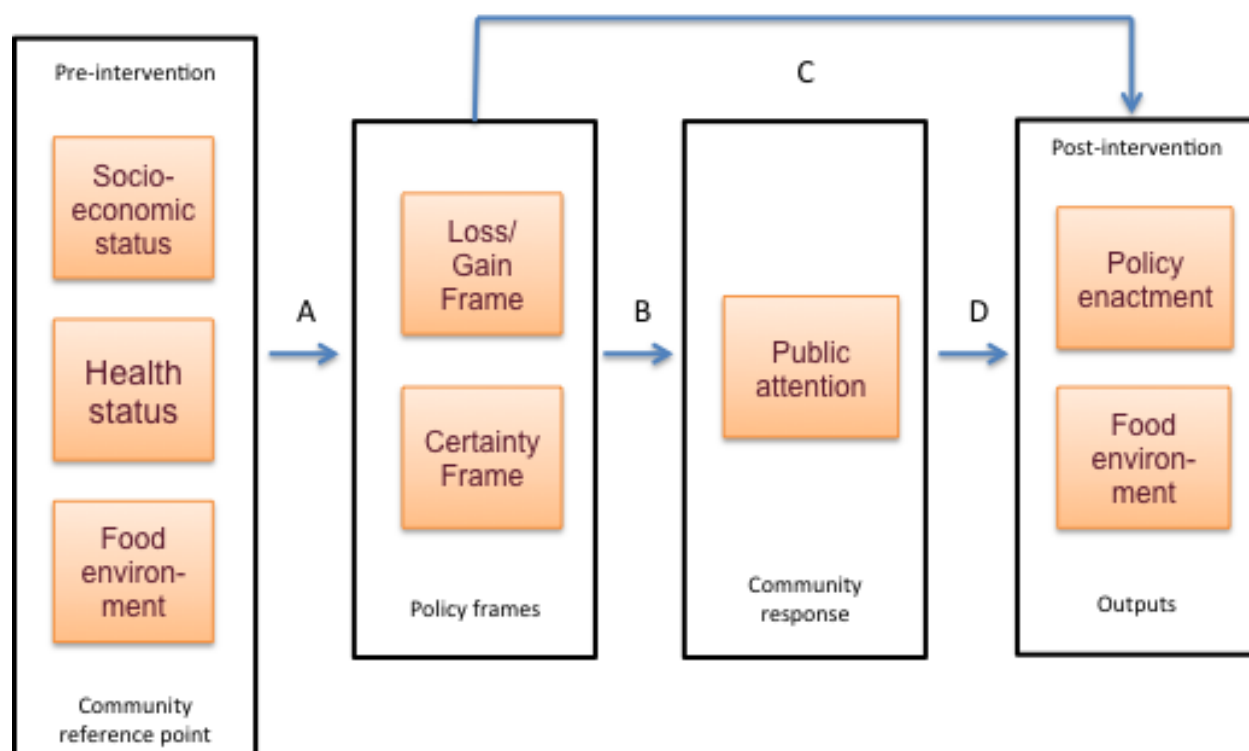 Pre-intervention
Socio-
economic
status
Health
status
Food
environ-
ment
Community
reference point
A
Loss/
Gain
Frame
Certainty
Frame
Policy frames
B
C
Public
attention
Community
response
D
Post-intervention
Policy
enactment
Food
environ-
ment
Outputs